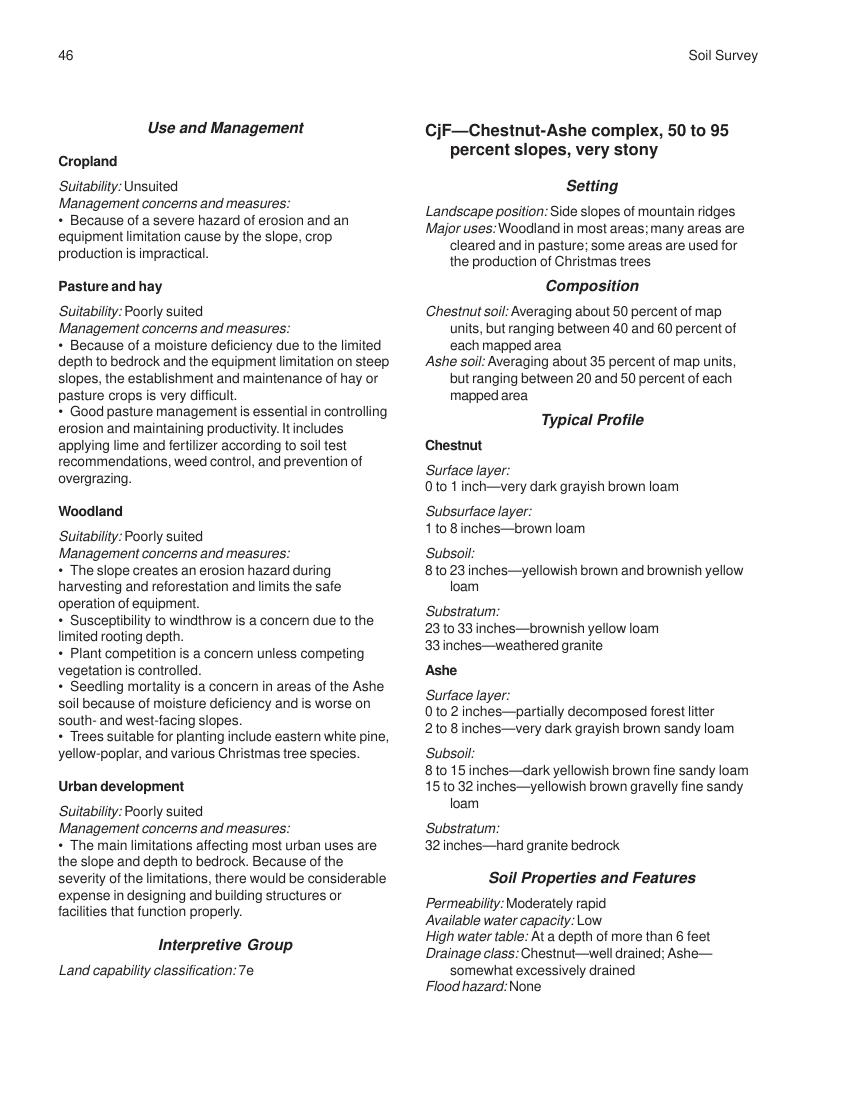 46
Soil Survey
Use and Management
Cropland
Suitability: Unsuited
Management concerns and measures:
• Because of a severe hazard of erosion and an
equipment limitation cause by the slope, crop
production is impractical.
Pasture and hay
Suitability: Poorly suited
Management concerns and measures:
• Because of a moisture deficiency due to the limited
depth to bedrock and the equipment limitation on steep
slopes, the establishment and maintenance of hay or
pasture crops is very difficult.
• Good pasture management is essential in controlling
erosion and maintaining productivity. It includes
applying lime and fertilizer according to soil test
recommendations, weed control, and prevention of
overgrazing.
Woodland
Suitability: Poorly suited
Management concerns and measures:
• The slope creates an erosion hazard during
harvesting and reforestation and limits the safe
operation of equipment.
• Susceptibility to windthrow is a concern due to the
limited rooting depth.
• Plant competition is a concern unless competing
vegetation is controlled.
• Seedling mortality is a concern in areas of the Ashe
soil because of moisture deficiency and is worse on
south- and west-facing slopes.
• Trees suitable for planting include eastern white pine,
yellow-poplar, and various Christmas tree species.
Urban development
Suitability: Poorly suited
Management concerns and measures:
• The main limitations affecting most urban uses are
the slope and depth to bedrock. Because of the
severity of the limitations, there would be considerable
expense in designing and building structures or
facilities that function properly.
Interpretive Group
Land capability classification: 7e
CjF—Chestnut-Ashe complex, 50 to 95
percent slopes, very stony
Setting
Landscape position: Side slopes of mountain ridges
Major uses: Woodland in most areas; many areas are
cleared and in pasture; some areas are used for
the production of Christmas trees
Composition
Chestnut soil: Averaging about 50 percent of map
units, but ranging between 40 and 60 percent of
each mapped area
Ashe soil: Averaging about 35 percent of map units,
but ranging between 20 and 50 percent of each
mapped area
Typical Profile
Chestnut
Surface layer:
0 to 1 inch—very dark grayish brown loam
Subsurface layer:
1 to 8 inches—brown loam
Subsoil:
8 to 23 inches—yellowish brown and brownish yellow
loam
Substratum:
23 to 33 inches—brownish yellow loam
33 inches—weathered granite
Ashe
Surface layer:
0 to 2 inches—partially decomposed forest litter
2 to 8 inches—very dark grayish brown sandy loam
Subsoil:
8 to 15 inches—dark yellowish brown fine sandy loam
15 to 32 inches—yellowish brown gravelly fine sandy
loam
Substratum:
32 inches—hard granite bedrock
Soil Properties and Features
Permeability: Moderately rapid
Available water capacity: Low
High water table: At a depth of more than 6 feet
Drainage class: Chestnut—well drained; Ashe—
somewhat excessively drained
Flood hazard: None